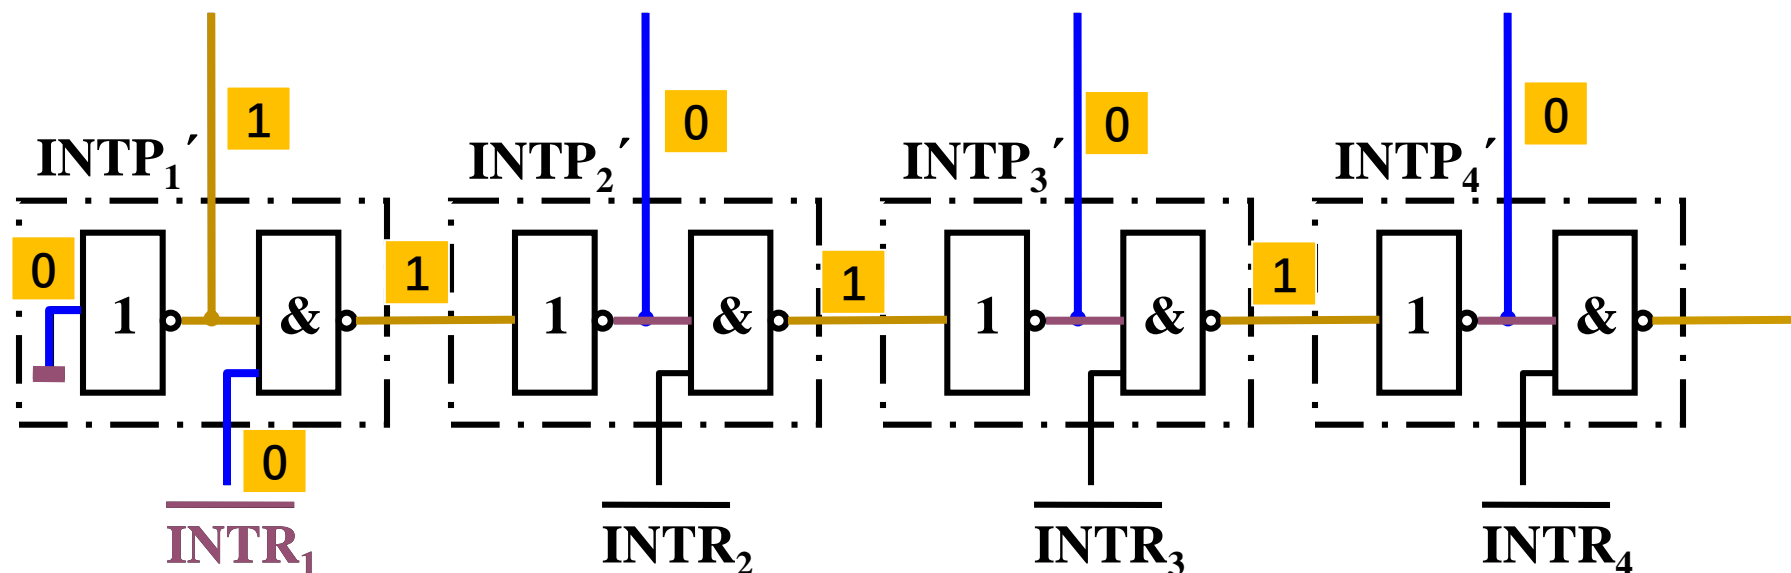 1 0 0 0
INTP₁′ INTP₂′ INTP₃′ INTP₄′
0 1 1 1
1 & 1 & 1 & 1 &
0
INTR₁ INTR₂ INTR₃ INTR₄